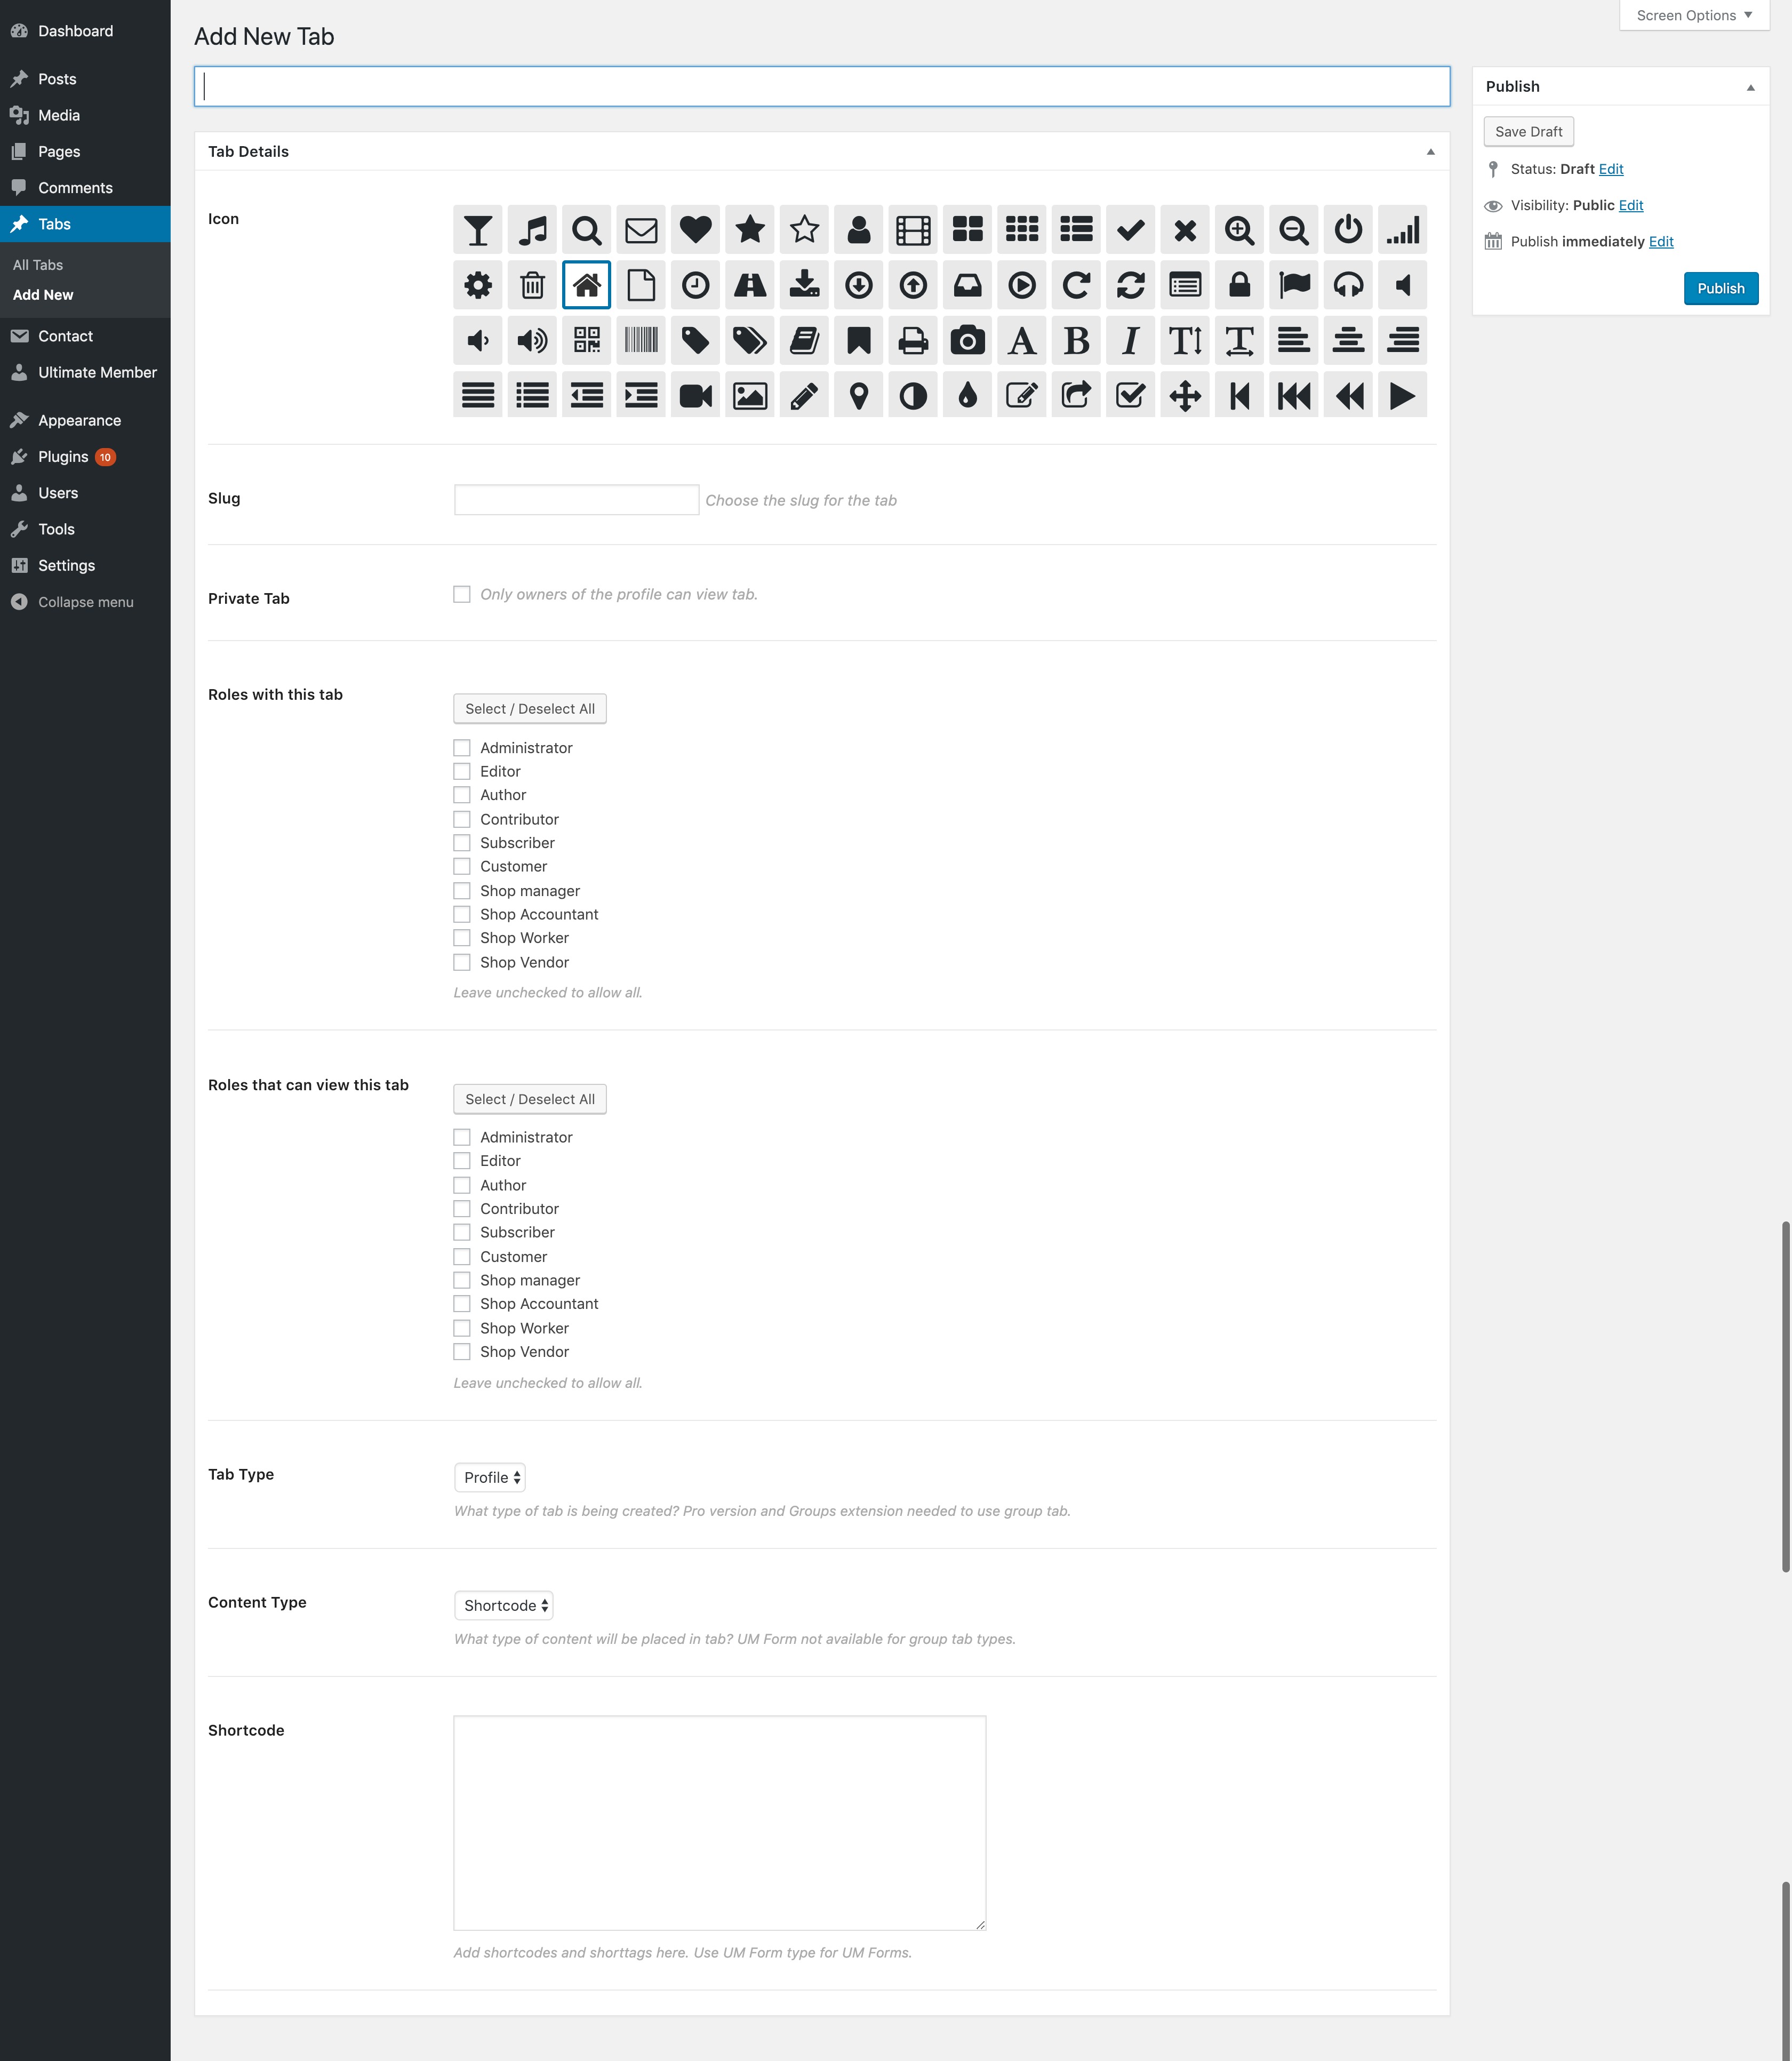 Dashboard
Posts
Media
Pages
Comments
Tabs
All Tabs
Add New
Contact
Ultimate Member
Appearance
Plugins 10
Users
Tools
Settings
Collapse menu
Screen Options
Add New Tab
Tab Details
Icon
Slug
Choose the slug for the tab
Private Tab
Only owners of the profile can view tab.
Roles with this tab
Select / Deselect All
Administrator
Editor
Author
Contributor
Subscriber
Customer
Shop manager
Shop Accountant
Shop Worker
Shop Vendor
Leave unchecked to allow all.
Roles that can view this tab
Select / Deselect All
Administrator
Editor
Author
Contributor
Subscriber
Customer
Shop manager
Shop Accountant
Shop Worker
Shop Vendor
Leave unchecked to allow all.
Tab Type
Profile
What type of tab is being created? Pro version and Groups extension needed to use group tab.
Content Type
Shortcode
What type of content will be placed in tab? UM Form not available for group tab types.
Shortcode
Add shortcodes and shorttags here. Use UM Form type for UM Forms.
Publish
Save Draft
Status: Draft Edit
Visibility: Public Edit
Publish immediately Edit
Publish